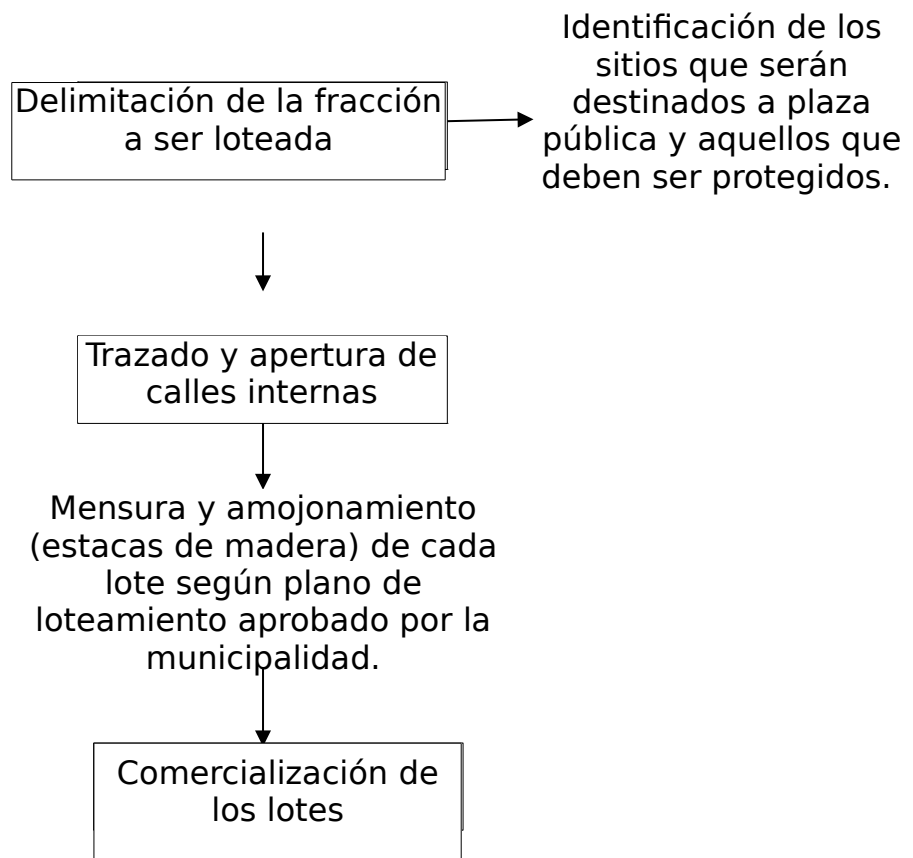 Delimitación de la fracción
a ser loteada
Identificación de los
sitios que serán
destinados a plaza
pública y aquellos que
deben ser protegidos.
Trazado y apertura de
calles internas
Mensura y amojonamiento
(estacas de madera) de cada
lote según plano de
loteamiento aprobado por la
municipalidad.
Comercialización de
los lotes